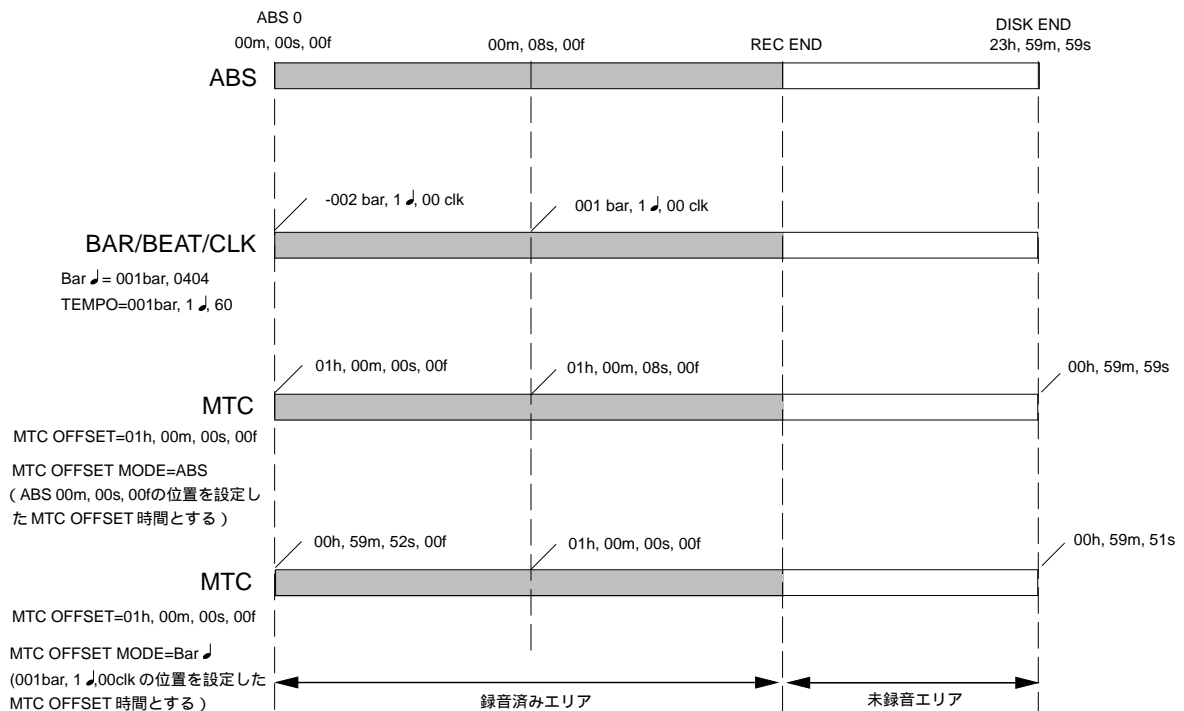 ABS 0
00m, 00s, 00f
00m, 08s, 00f
REC END
DISK END
23h, 59m, 59s
ABS
-002 bar, 1 ♩, 00 clk
001 bar, 1 ♩, 00 clk
BAR/BEAT/CLK
Bar ♩ = 001bar, 0404
TEMPO=001bar, 1 ♩, 60
01h, 00m, 00s, 00f
01h, 00m, 08s, 00f
00h, 59m, 59s
MTC
MTC OFFSET=01h, 00m, 00s, 00f
MTC OFFSET MODE=ABS
( ABS 00m, 00s, 00fの位置を設定し
た MTC OFFSET 時間とする )
00h, 59m, 52s, 00f
01h, 00m, 00s, 00f
00h, 59m, 51s
MTC
MTC OFFSET=01h, 00m, 00s, 00f
MTC OFFSET MODE=Bar ♩
(001bar, 1 ♩,00clk の位置を設定した
MTC OFFSET 時間とする )
録音済みエリア
未録音エリア